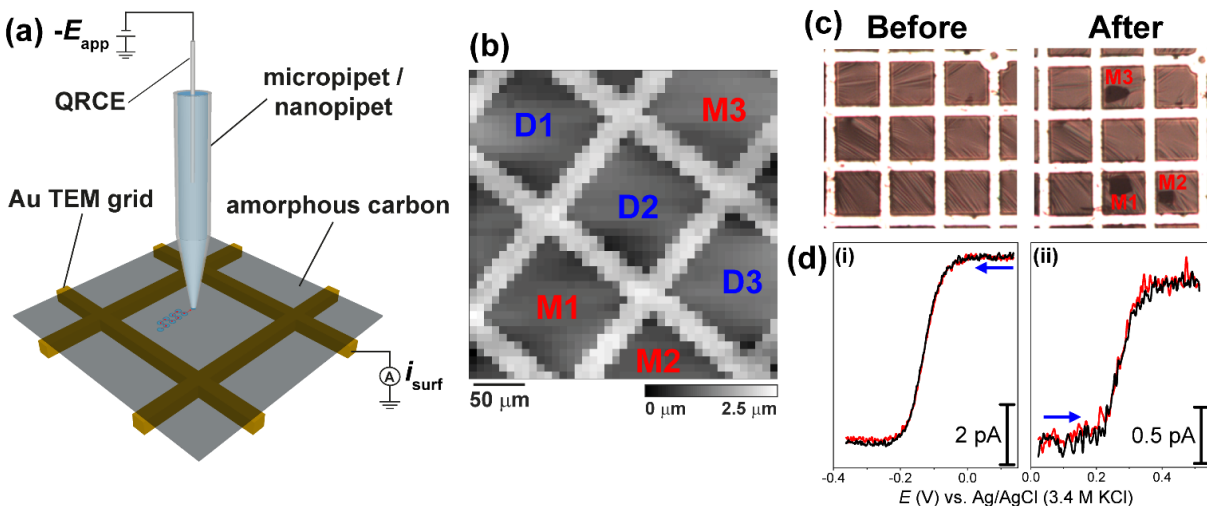 (a)
-Eapp
QRCE
micropipet /
nanopipet
Au TEM grid
amorphous carbon
A
isurf
(b)
D1
M3
D2
D3
M1
M2
50 μm
0 μm
2.5 μm
(c)
Before
After
M3
M2
M1
(d)
(i)
(ii)
2 pA
0.5 pA
-0.4
-0.2
0.0
0.0
0.2
0.4
E (V) vs. Ag/AgCl (3.4 M KCl)